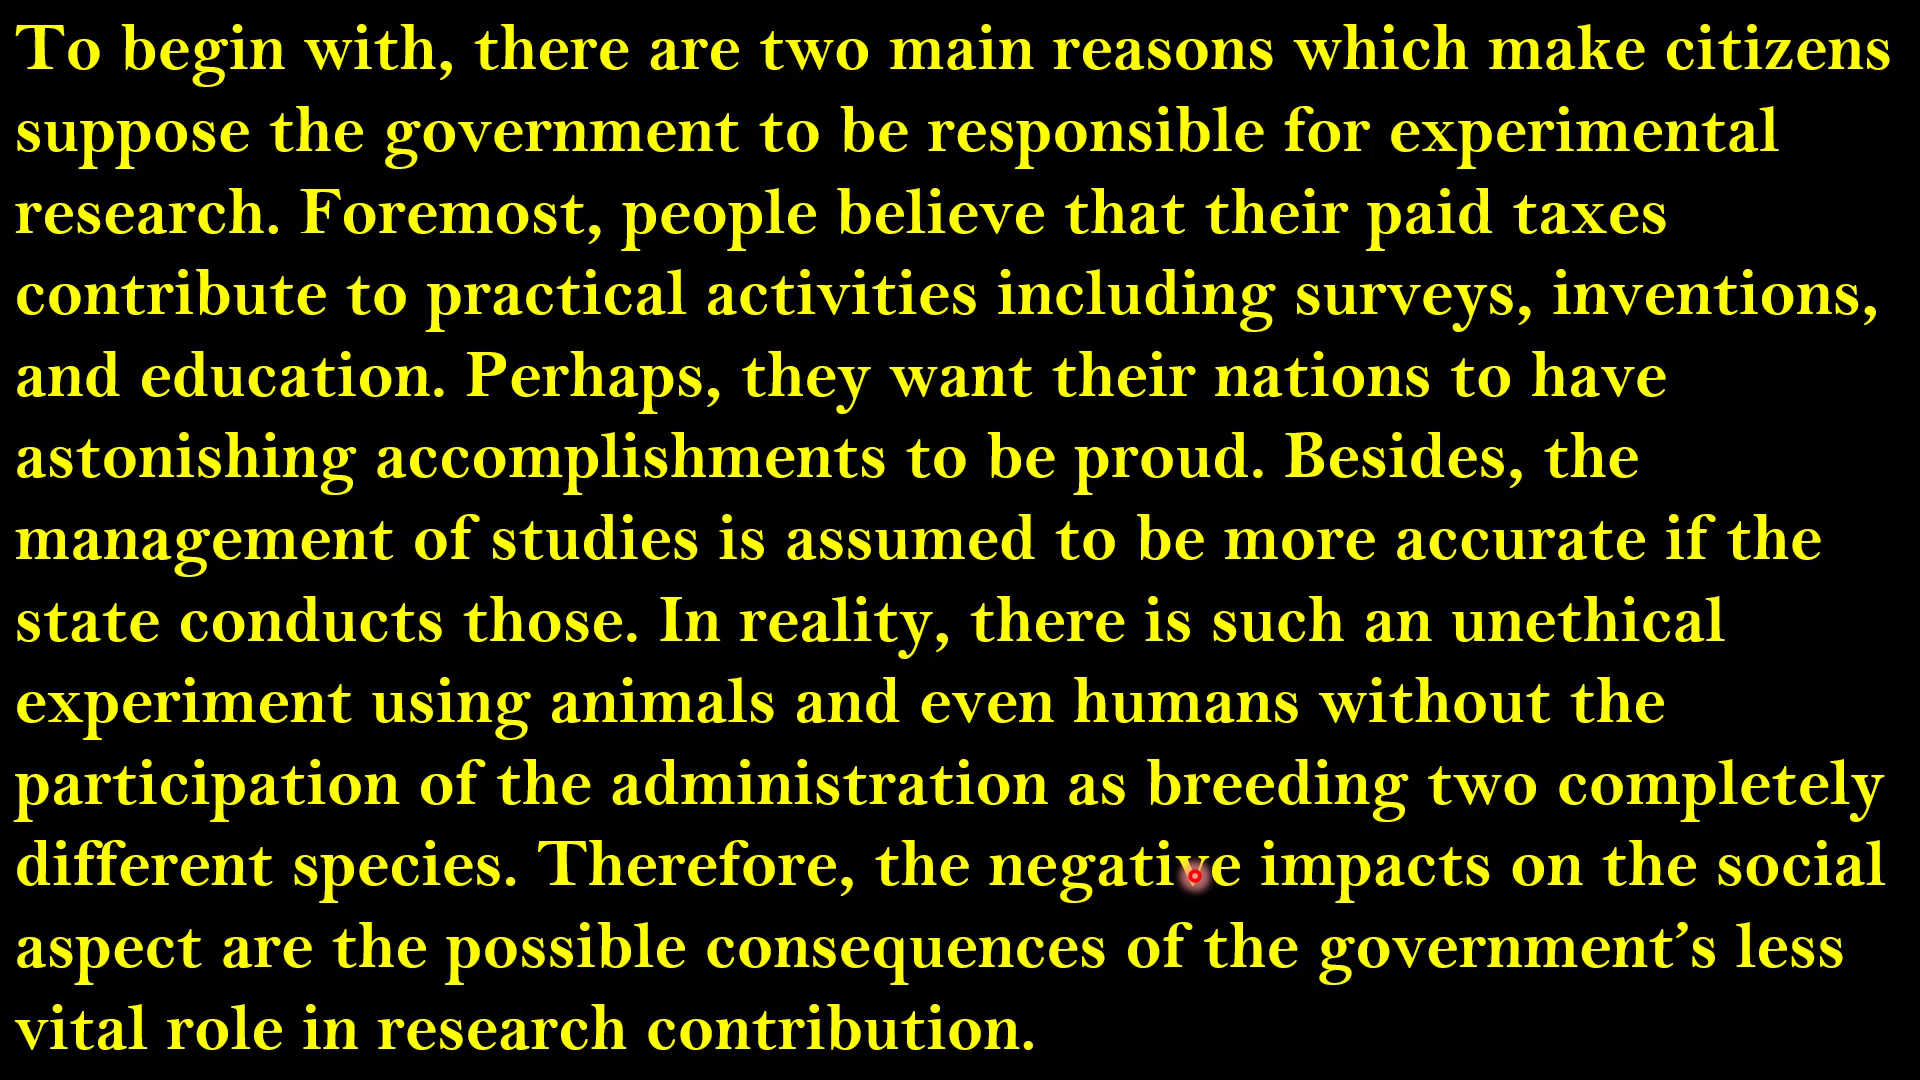 To begin with, there are two main reasons which make citizens
suppose the government to be responsible for experimental
research. Foremost, people believe that their paid taxes
contribute to practical activities including surveys, inventions,
and education. Perhaps, they want their nations to have
astonishing accomplishments to be proud. Besides, the
management of studies is assumed to be more accurate if the
state conducts those. In reality, there is such an unethical
experiment using animals and even humans without the
participation of the administration as breeding two completely
different species. Therefore, the negative impacts on the social
aspect are the possible consequences of the government’s less
vital role in research contribution.